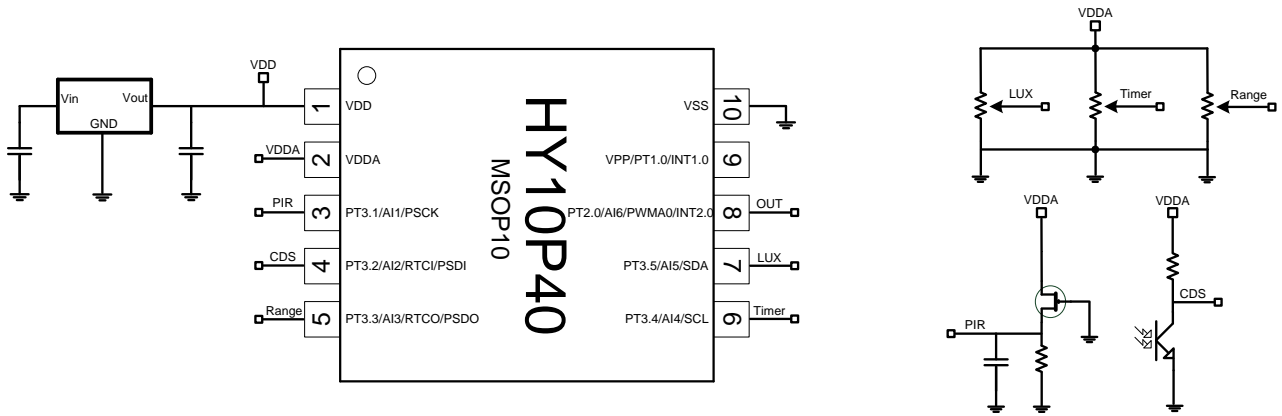 VDD
Vin
Vout
GND
1
VDD
VDDA
2
VDDA
PIR
3
PT3.1/AI1/PSCK
CDS
4
PT3.2/AI2/RTCI/PSDI
Range
5
PT3.3/AI3/RTCO/PSDO
HY10P40
MSOP10
VSS
10
VPP/PT1.0/INT1.0
9
PT2.0/AI6/PWMA0/INT2.0
8
OUT
PT3.5/AI5/SDA
7
LUX
PT3.4/AI4/SCL
6
Timer
VDDA
LUX
Timer
Range
VDDA
PIR
VDDA
CDS